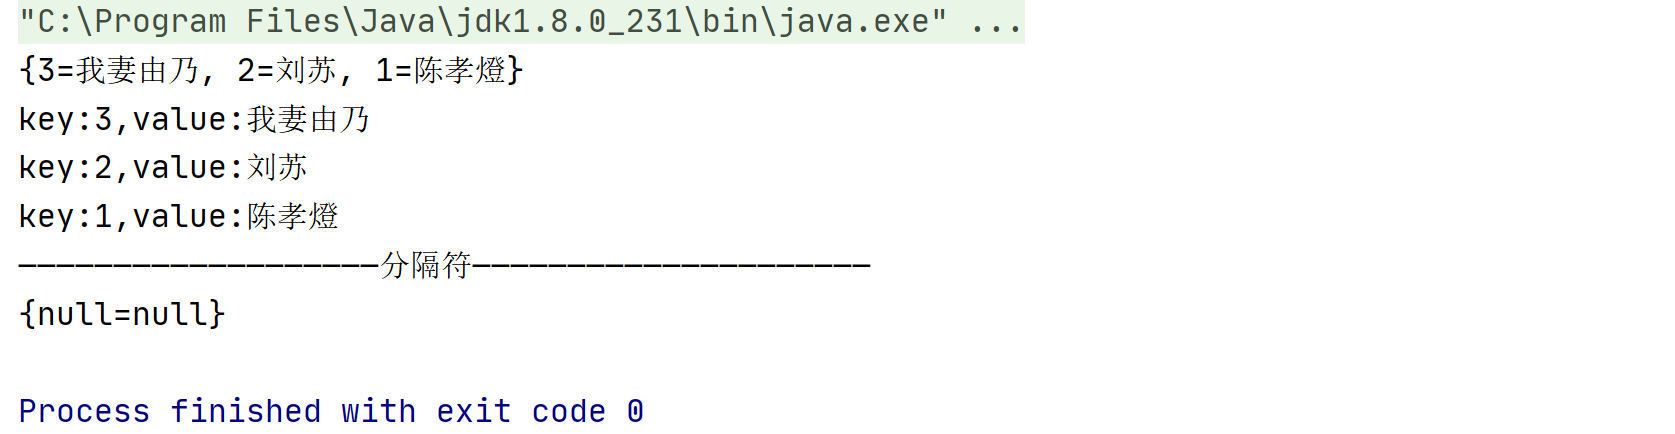 "C:\Program Files\Java\jdk1.8.0_231\bin\java.exe" ...
{3=我妻由乃, 2=刘苏, 1=陈孝燈}
key:3,value:我妻由乃
key:2,value:刘苏
key:1,value:陈孝燈
-------------------分隔符---------------------
{null=null}
Process finished with exit code 0